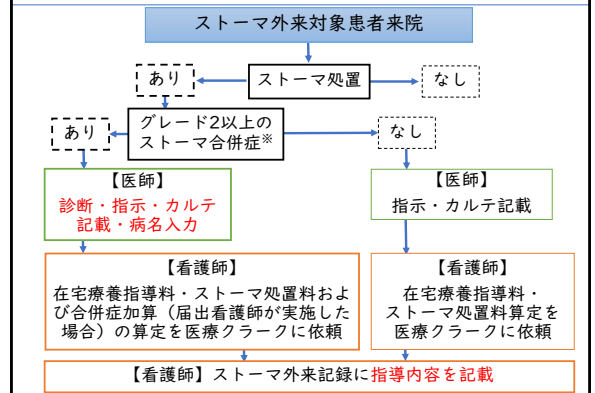 ストーマ外来対象患者来院
あり
ストーマ処置
なし
あり
グレード2以上の
ストーマ合併症※
なし
【医師】
診断・指示・カルテ
記載・病名入力
【医師】
指示・カルテ記載
【看護師】
在宅療養指導料・ストーマ処置料およ
び合併症加算（届出看護師が実施した
場合）の算定を医療クラークに依頼
【看護師】
在宅療養指導料・
ストーマ処置料算定を
医療クラークに依頼
【看護師】ストーマ外来記録に指導内容を記載